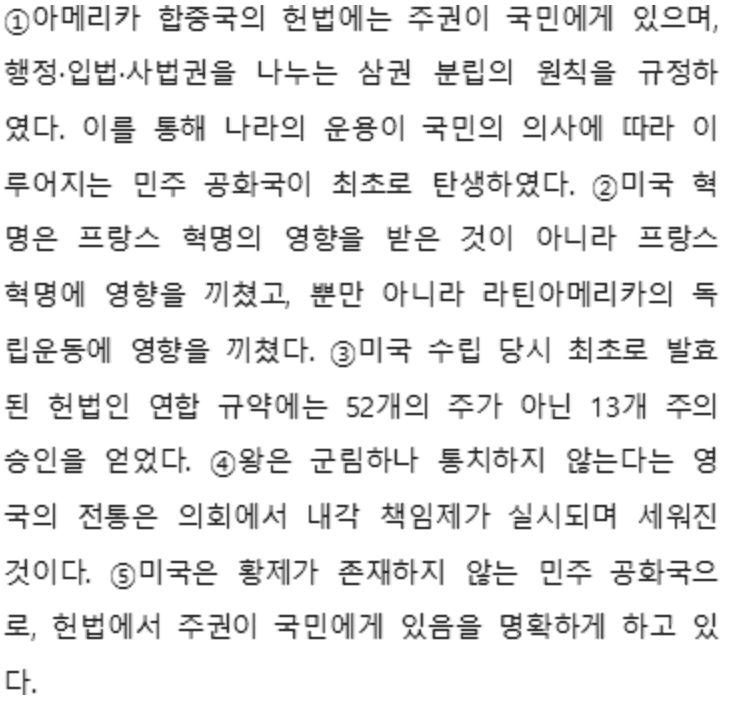 ①아메리카 합중국의 헌법에는 주권이 국민에게 있으며,
행정·입법·사법권을 나누는 삼권 분립의 원칙을 규정하
였다. 이를 통해 나라의 운용이 국민의 의사에 따라 이
루어지는 민주 공화국이 최초로 탄생하였다. ②미국 혁
명은 프랑스 혁명의 영향을 받은 것이 아니라 프랑스
혁명에 영향을 끼쳤고, 뿐만 아니라 라틴아메리카의 독
립운동에 영향을 끼쳤다. ③미국 수립 당시 최초로 발효
된 헌법인 연합 규약에는 52개의 주가 아닌 13개 주의
승인을 얻었다. ④왕은 군림하나 통치하지 않는다는 영
국의 전통은 의회에서 내각 책임제가 실시되며 세워진
것이다. ⑤미국은 황제가 존재하지 않는 민주 공화국으
로, 헌법에서 주권이 국민에게 있음을 명확하게 하고 있
다.